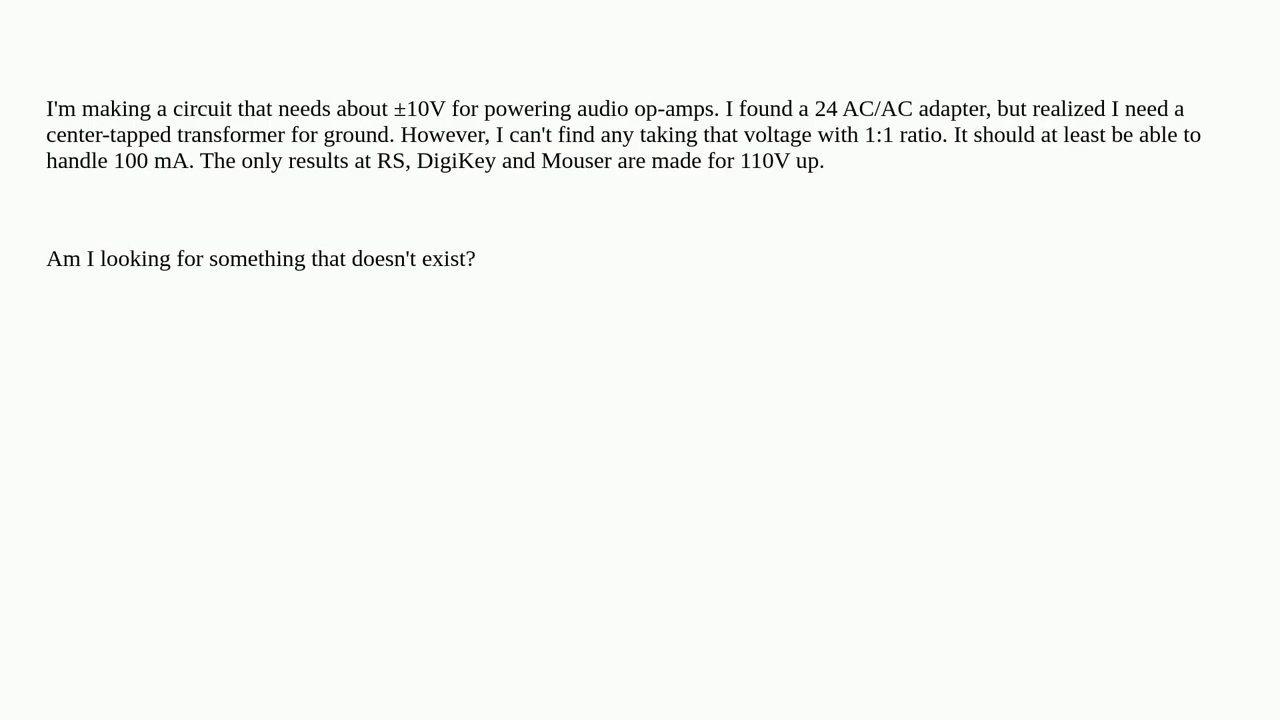 I'm making a circuit that needs about ±10V for powering audio op-amps. I found a 24 AC/AC adapter, but realized I need a
center-tapped transformer for ground. However, I can't find any taking that voltage with 1:1 ratio. It should at least be able to
handle 100 mA. The only results at RS, DigiKey and Mouser are made for 110V up.
Am I looking for something that doesn't exist?